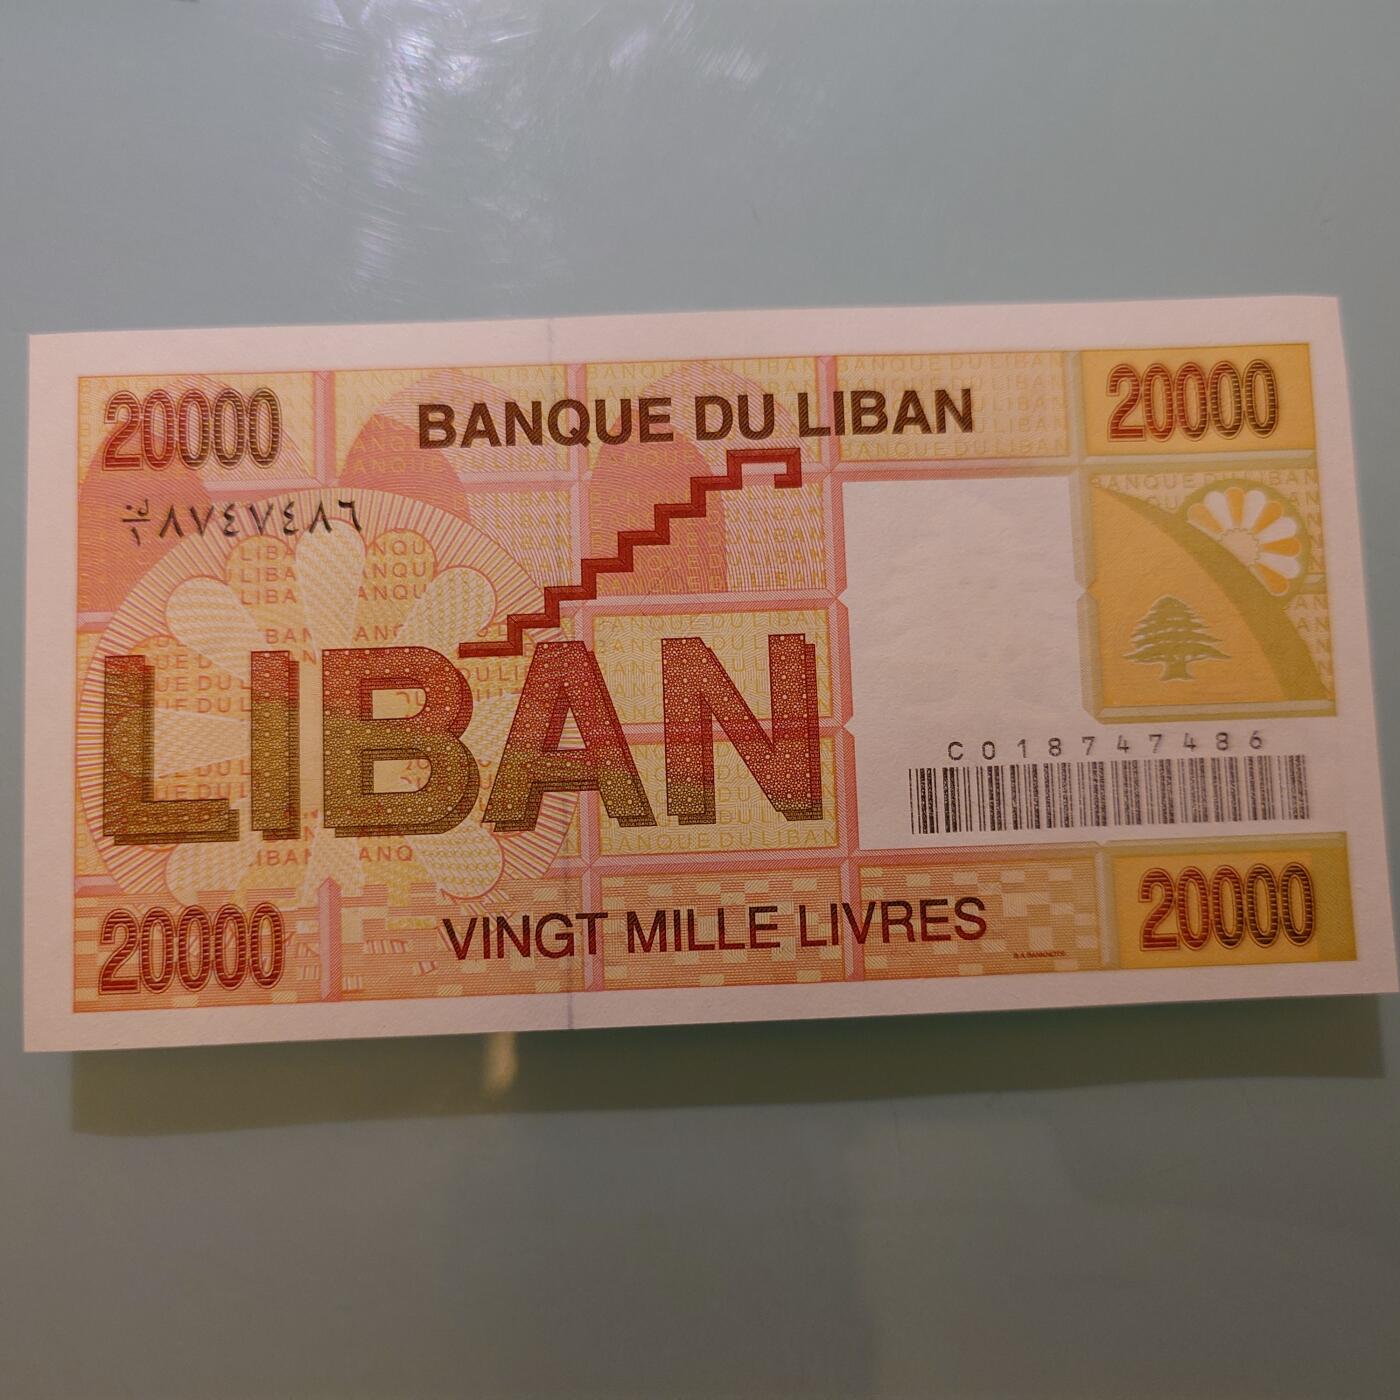 20000
BANQUE DU LIBAN
20000
٨٧٤٧٤٨٦
LIBAN
C018747486
20000
VINGT MILLE LIVRES
20000